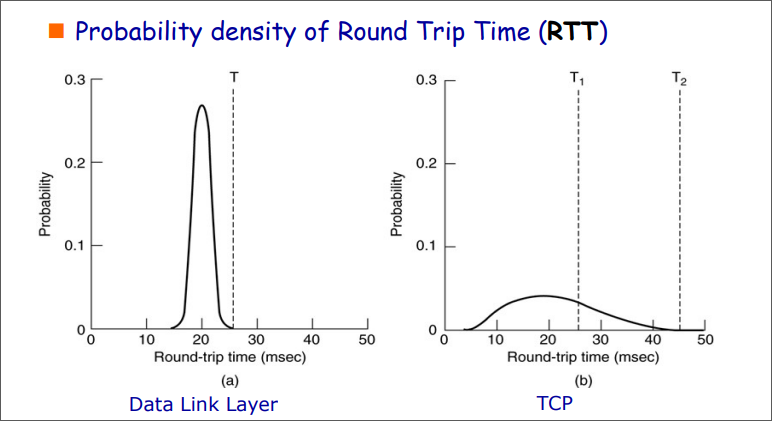 Probability density of Round Trip Time (RTT)
T
0.3
0.2
0.1
0
Probability
0 10 20 30 40 50
Round-trip time (msec)
(a)
Data Link Layer
T1 T2
0.3
0.2
0.1
0
Probability
0 10 20 30 40 50
Round-trip time (msec)
(b)
TCP